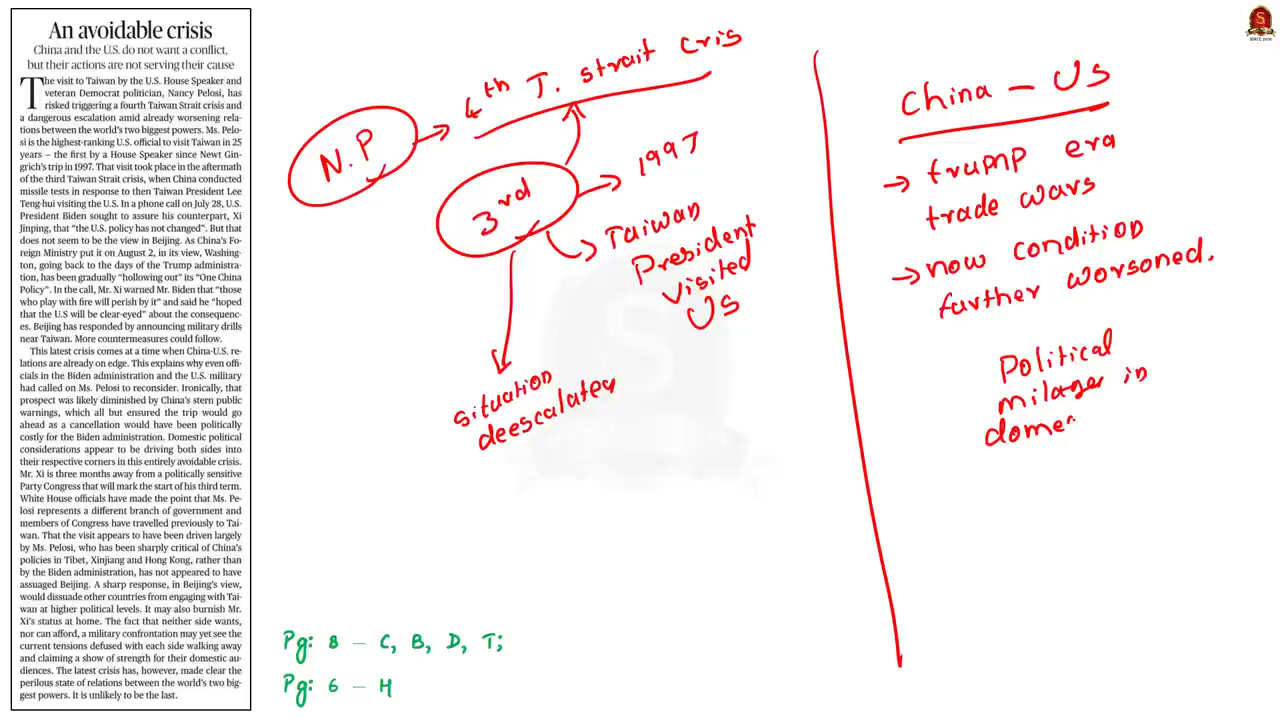 An avoidable crisis
China and the U.S. do not want a conflict,
but their actions are not serving their cause
The visit to Taiwan by the U.S. House Speaker and
veteran Democrat politician, Nancy Pelosi, has
risked triggering a fourth Taiwan Strait crisis and
a dangerous escalation amid already worsening rela-
tions between the world's two biggest powers. Ms. Pelo-
si is the highest-ranking U.S. official to visit Taiwan in 25
years – the first by a House Speaker since Newt Gin-
grich's trip in 1997. That visit took place in the aftermath
of the third Taiwan Strait crisis, when China conducted
missile tests in response to then Taiwan President Lee
Teng-hui visiting the U.S. In a phone call on July 28, U.S.
President Biden sought to assure his counterpart, Xi
Jinping, that “the U.S. policy has not changed”. But that
does not seem to be the view in Beijing. As China's Fo-
reign Ministry put it on August 2, in its view, Washing-
ton, going back to the days of the Trump administra-
tion, has been gradually “hollowing out” its “One China
Policy”. In the call, Mr. Xi warned Mr. Biden that “those
who play with fire will perish by it” and said he “hoped
that the U.S will be clear-eyed” about the consequenc-
es. Beijing has responded by announcing military drills
near Taiwan. More countermeasures could follow.
This latest crisis comes at a time when China-U.S. re-
lations are already on edge. This explains why even offi-
cials in the Biden administration and the U.S. military
had called on Ms. Pelosi to reconsider. Ironically, that
prospect was likely diminished by China's stern public
warnings, which all but ensured the trip would go
ahead as a cancellation would have been politically
costly for the Biden administration. Domestic political
considerations appear to be driving both sides into
their respective corners in this entirely avoidable crisis.
Mr. Xi is three months away from a politically sensitive
Party Congress that will mark the start of his third term.
White House officials have made the point that Ms. Pe-
losi represents a different branch of government and
members of Congress have travelled previously to Tai-
wan. That the visit appears to have been driven largely
by Ms. Pelosi, who has been sharply critical of China's
policies in Tibet, Xinjiang and Hong Kong, rather than
by the Biden administration, has not appeared to have
assuaged Beijing. A sharp response, in Beijing's view,
would dissuade other countries from engaging with Tai-
wan at higher political levels. It may also burnish Mr.
Xi's status at home. The fact that neither side wants,
nor can afford, a military confrontation may yet see the
current tensions defused with each side walking away
and claiming a show of strength for their domestic au-
diences. The latest crisis has, however, made clear the
perilous state of relations between the world's two big-
gest powers. It is unlikely to be the last.
N.P
4th T. strait cris
3rd
1997
Taiwan
President
visited
US
situation
deescalated
China - US
trump era
trade wars
now condition
further worsoned.
Political
milager in
dome
Pg: 8 – C, B, D, T;
Pg: 6 – H
S
SINCE 2004